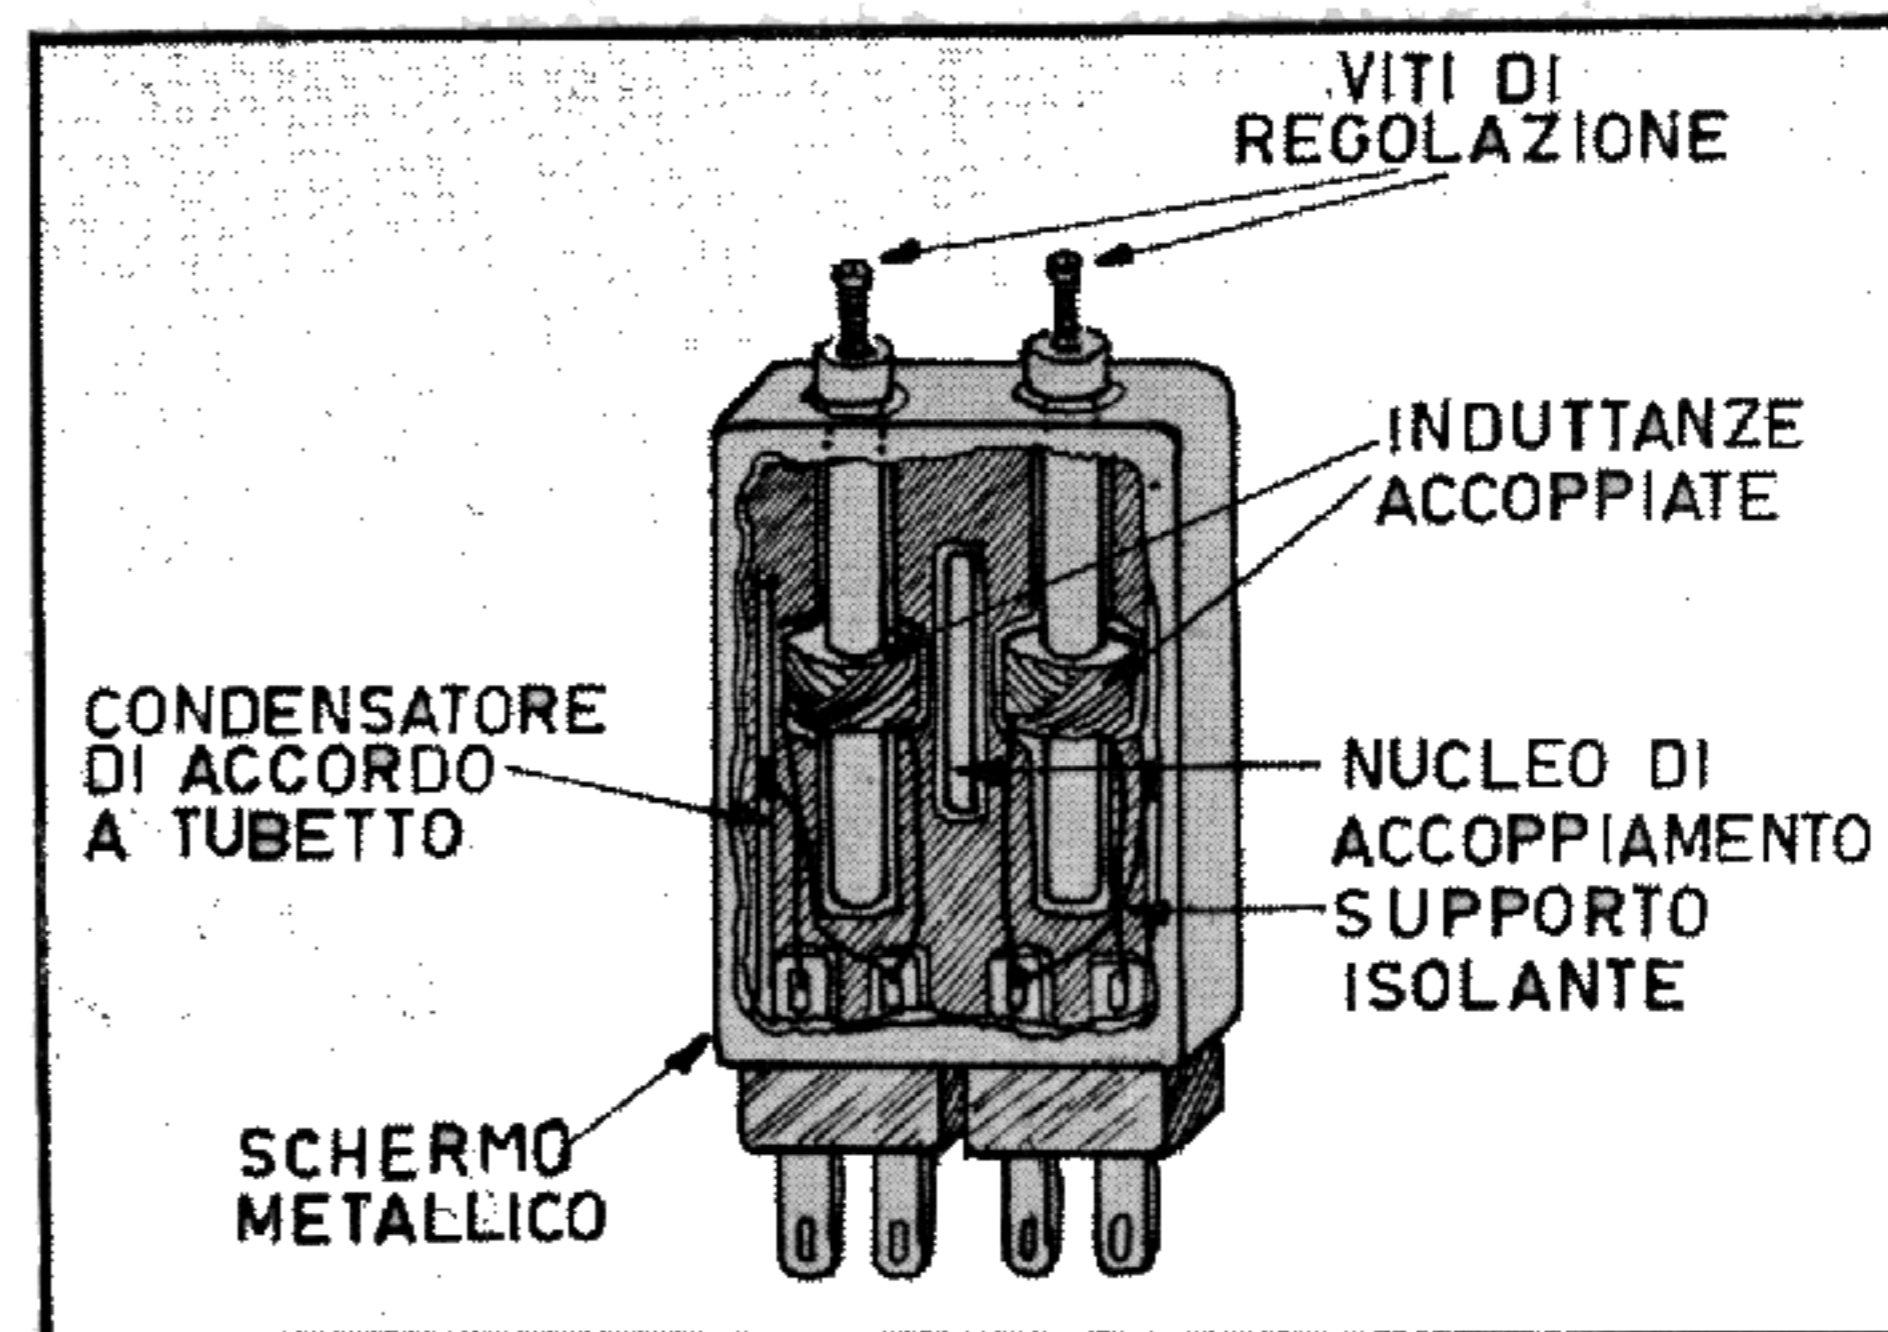 VITI DI
REGOLAZIONE
INDUTTANZE
ACCOPPIATE
CONDENSATORE
DI ACCORDO
A TUBETTO
NUCLEO DI
ACCOPPIAMENTO
SUPPORTO
ISOLANTE
SCHERMO
METALLICO